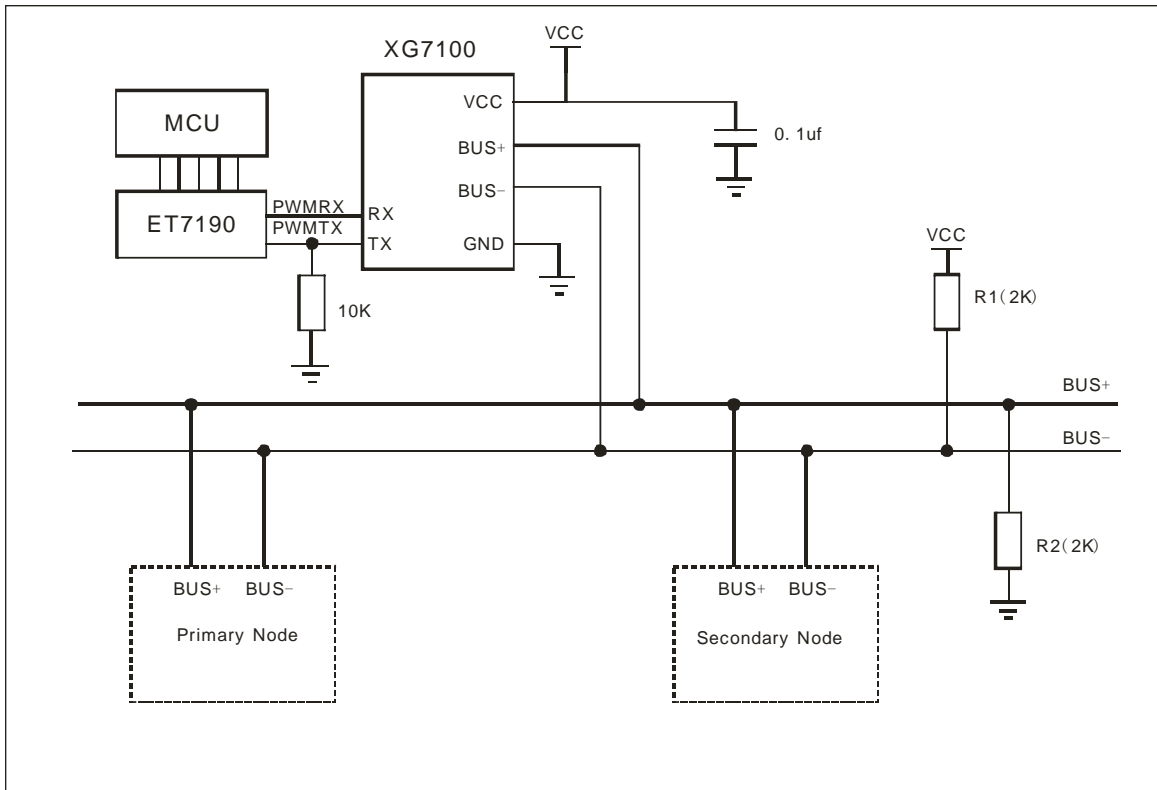 XG7100
VCC
MCU
VCC
0. 1uf
BUS+
BUS-
PWMRX
RX
ET7190
PWMTX
TX
GND
VCC
10K
R1(2K)
BUS+
BUS-
R2(2K)
BUS+ BUS-
BUS+ BUS-
Primary Node
Secondary Node